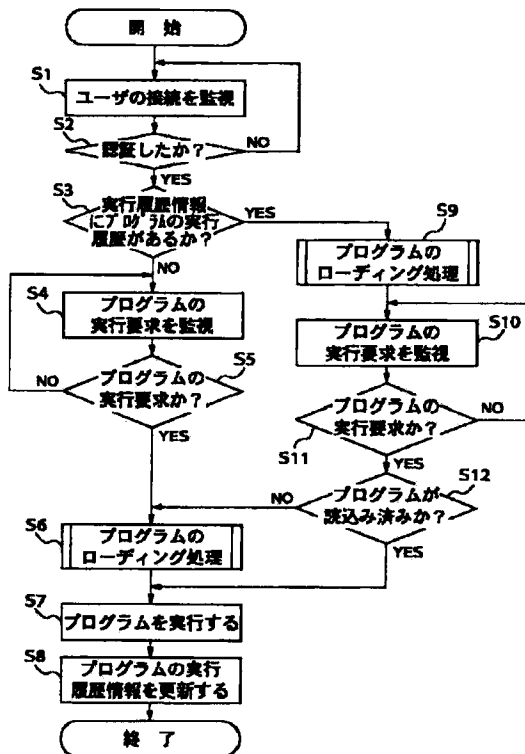 開 始
S1
ユーザの接続を監視
S2
認証したか？
NO
YES
S3
実行履歴情報
にプログラムの実行
履歴があるか？
YES
NO
S4
プログラムの
実行要求を監視
S5
プログラムの
実行要求か？
NO
YES
S9
プログラムの
ローディング処理
S10
プログラムの
実行要求を監視
プログラムの
実行要求か？
NO
S11
YES
S12
プログラムが
読込み済みか？
NO
YES
S6
プログラムの
ローディング処理
S7
プログラムを実行する
S8
プログラムの実行
履歴情報を更新する
終 了